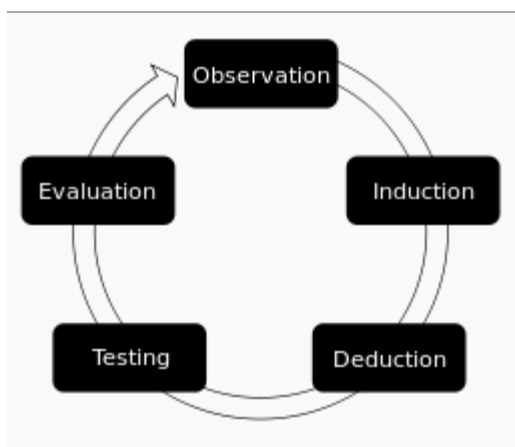 Observation
Induction
Deduction
Testing
Evaluation